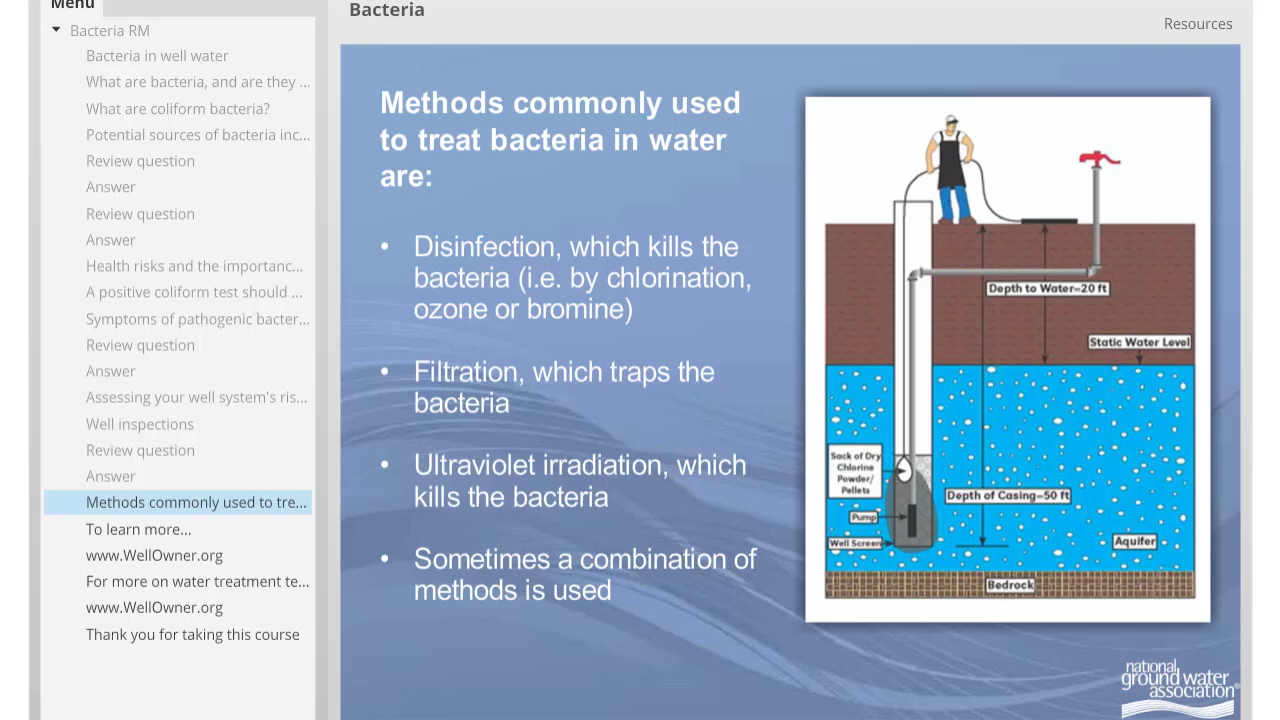 Menu
Bacteria RM
Bacteria in well water
What are bacteria, and are they ...
What are coliform bacteria?
Potential sources of bacteria inc...
Review question
Answer
Review question
Answer
Health risks and the importanc...
A positive coliform test should ...
Symptoms of pathogenic bacter...
Review question
Answer
Assessing your well system's ris...
Well inspections
Review question
Answer
Methods commonly used to tre...
To learn more...
www.WellOwner.org
For more on water treatment te...
www.WellOwner.org
Thank you for taking this course
Bacteria
Resources
Methods commonly used
to treat bacteria in water
are:
• Disinfection, which kills the
bacteria (i.e. by chlorination,
ozone or bromine)
• Filtration, which traps the
bacteria
• Ultraviolet irradiation, which
kills the bacteria
• Sometimes a combination of
methods is used
Depth to Water=20 ft
Static Water Level
Sack of Dry
Chlorine
Powder/
Pellets
Depth of Casing=50 ft
Pump
Well Screen
Aquifer
Bedrock
national
ground water
association®